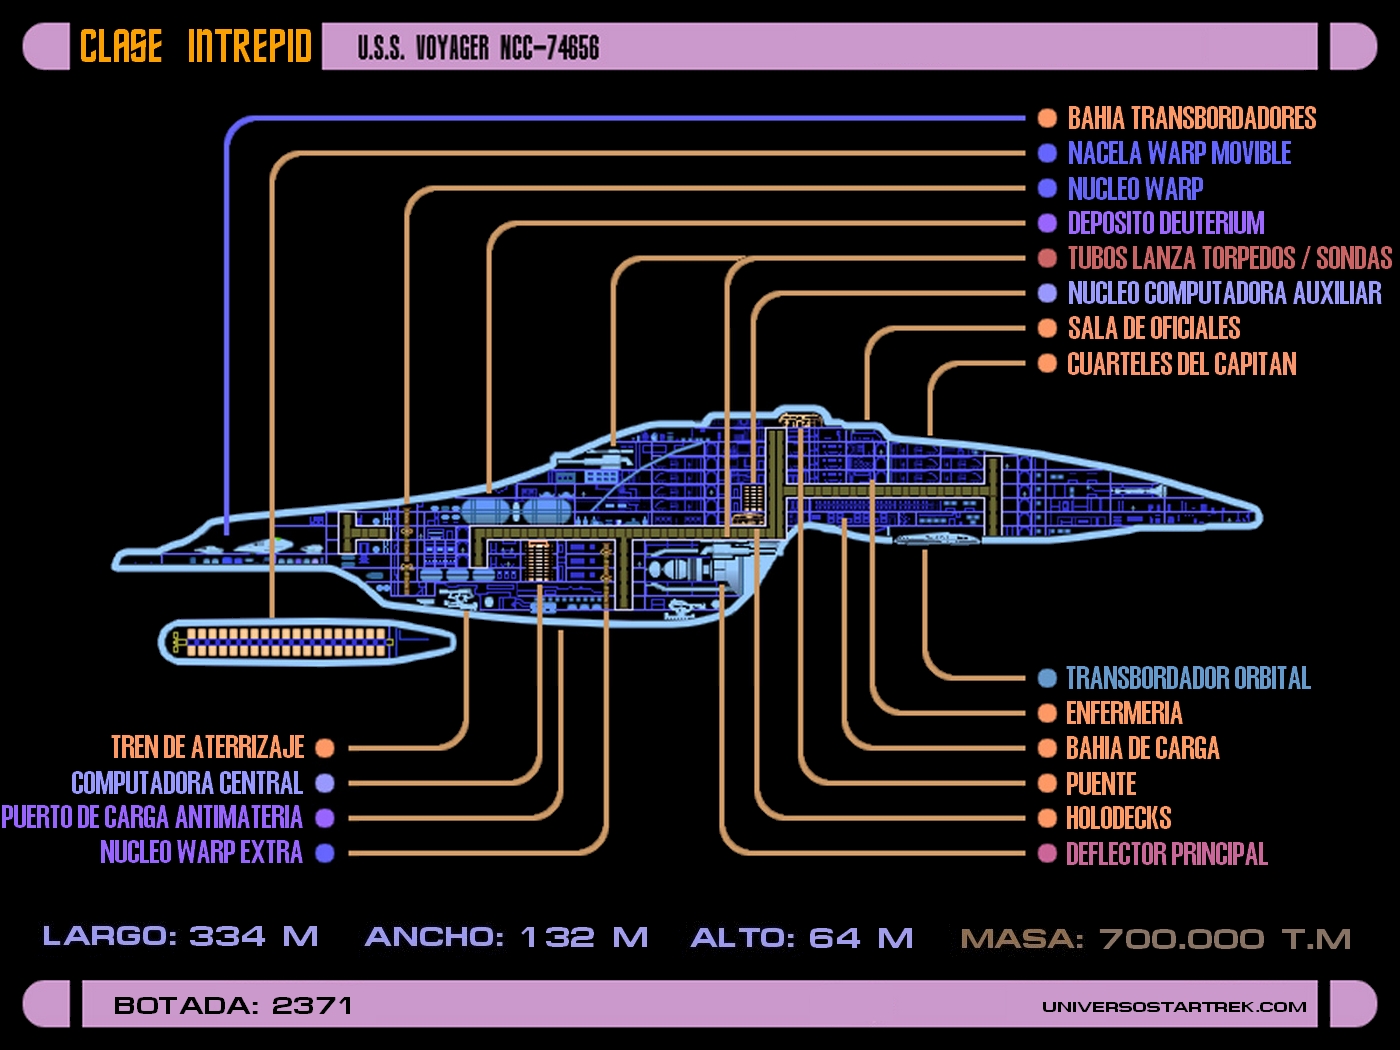 CLASE INTREPID
U.S.S. VOYAGER NCC-74656
BAHIA TRANSBORDADORES
NACELA WARP MOVIBLE
NUCLEO WARP
DEPOSITO DEUTERIUM
TUBOS LANZA TORPEDOS / SONDAS
NUCLEO COMPUTADORA AUXILIAR
SALA DE OFICIALES
CUARTELES DEL CAPITAN
TRANSBORDADOR ORBITAL
ENFERMERIA
BAHIA DE CARGA
PUENTE
HOLODECKS
DEFLECTOR PRINCIPAL
TREN DE ATERRIZAJE
COMPUTADORA CENTRAL
PUERTO DE CARGA ANTIMATERIA
NUCLEO WARP EXTRA
LARGO: 334 M ANCHO: 132 M ALTO: 64 M MASA: 700.000 T.M
BOTADA: 2371
UNIVERSOSTARTREK.COM